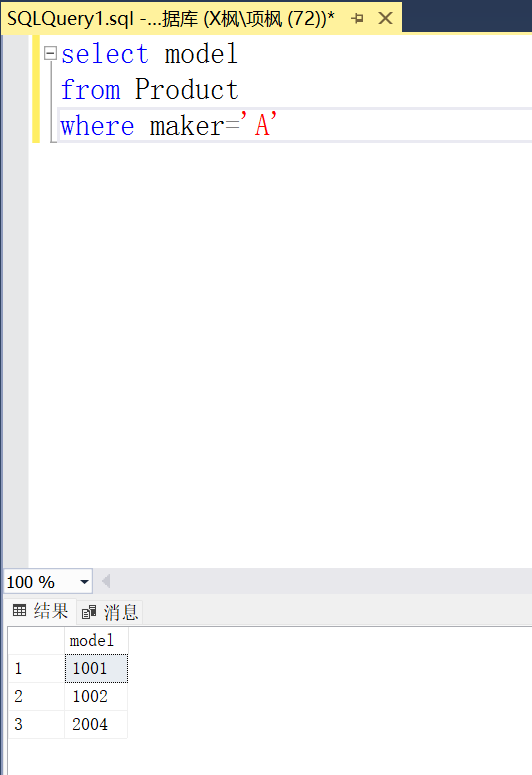 SQLQuery1.sql -...据库 (X枫\项枫 (72))*
select model
from Product
where maker='A'
100 %
结果 消息
model
1 1001
2 1002
3 2004